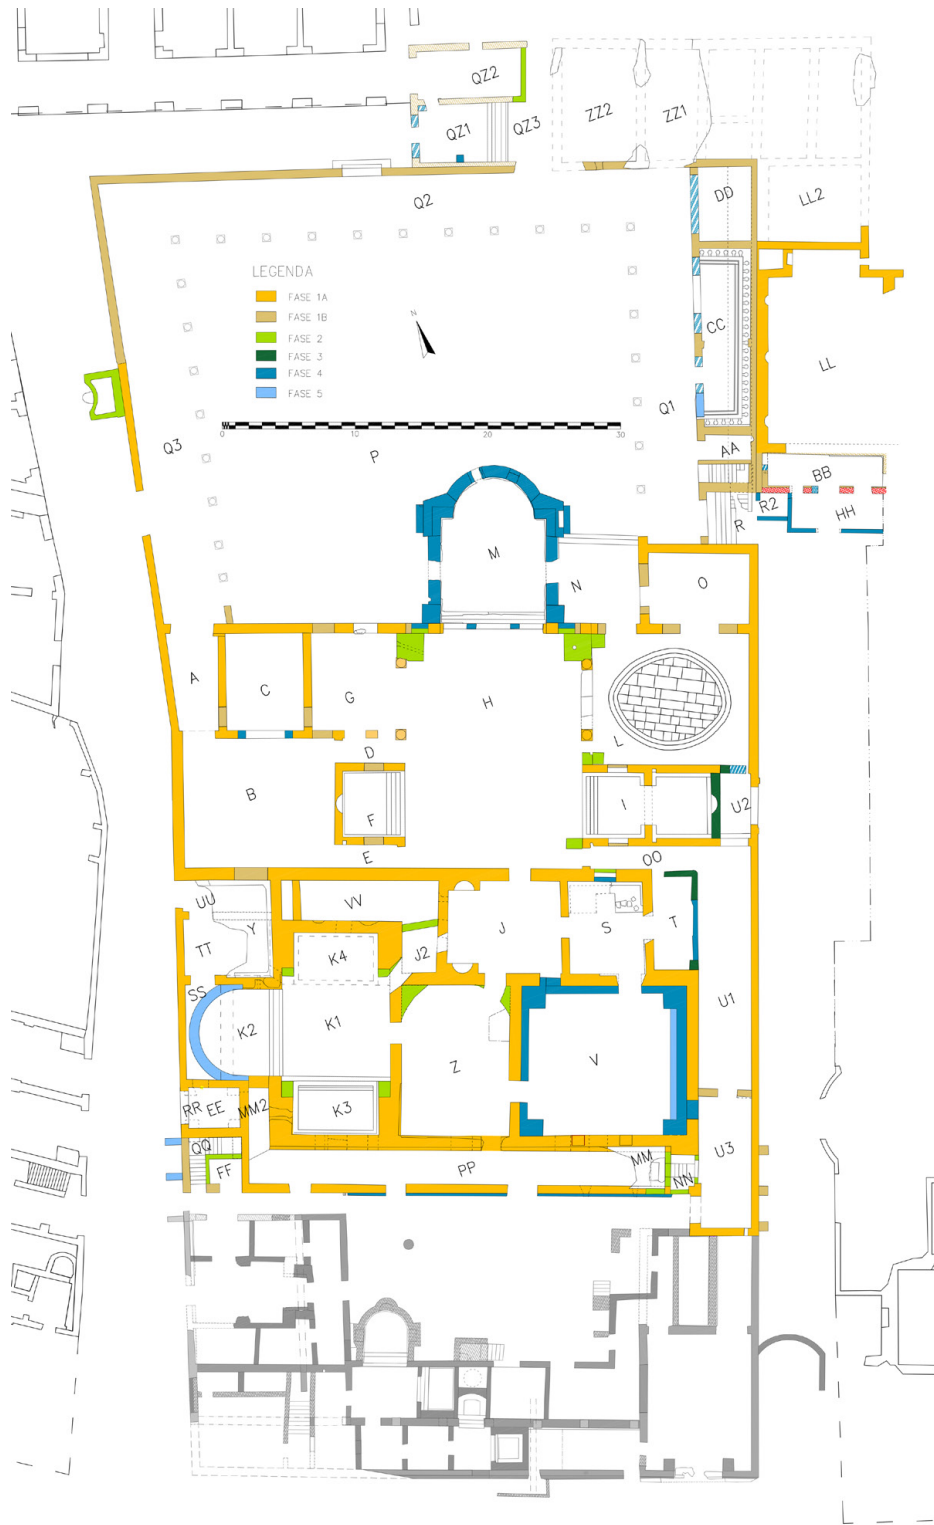 QZ2
QZ1
QZ3
ZZ2
ZZ1
DD
LL2
Q2
LEGENDA
FASE 1A
FASE 1B
FASE 2
FASE 3
FASE 4
FASE 5
N
CC
LL
Q1
Q3
0
10
20
30
P
AA
BB
R2
HH
R
M
N
O
A
C
G
H
L
D
B
F
I
U2
E
OO
UU
VV
Y
TT
J
S
T
J2
K4
SS
K2
K1
Z
V
U1
RR
EE
MM2
K3
QQ
FF
PP
MM
NN
U3